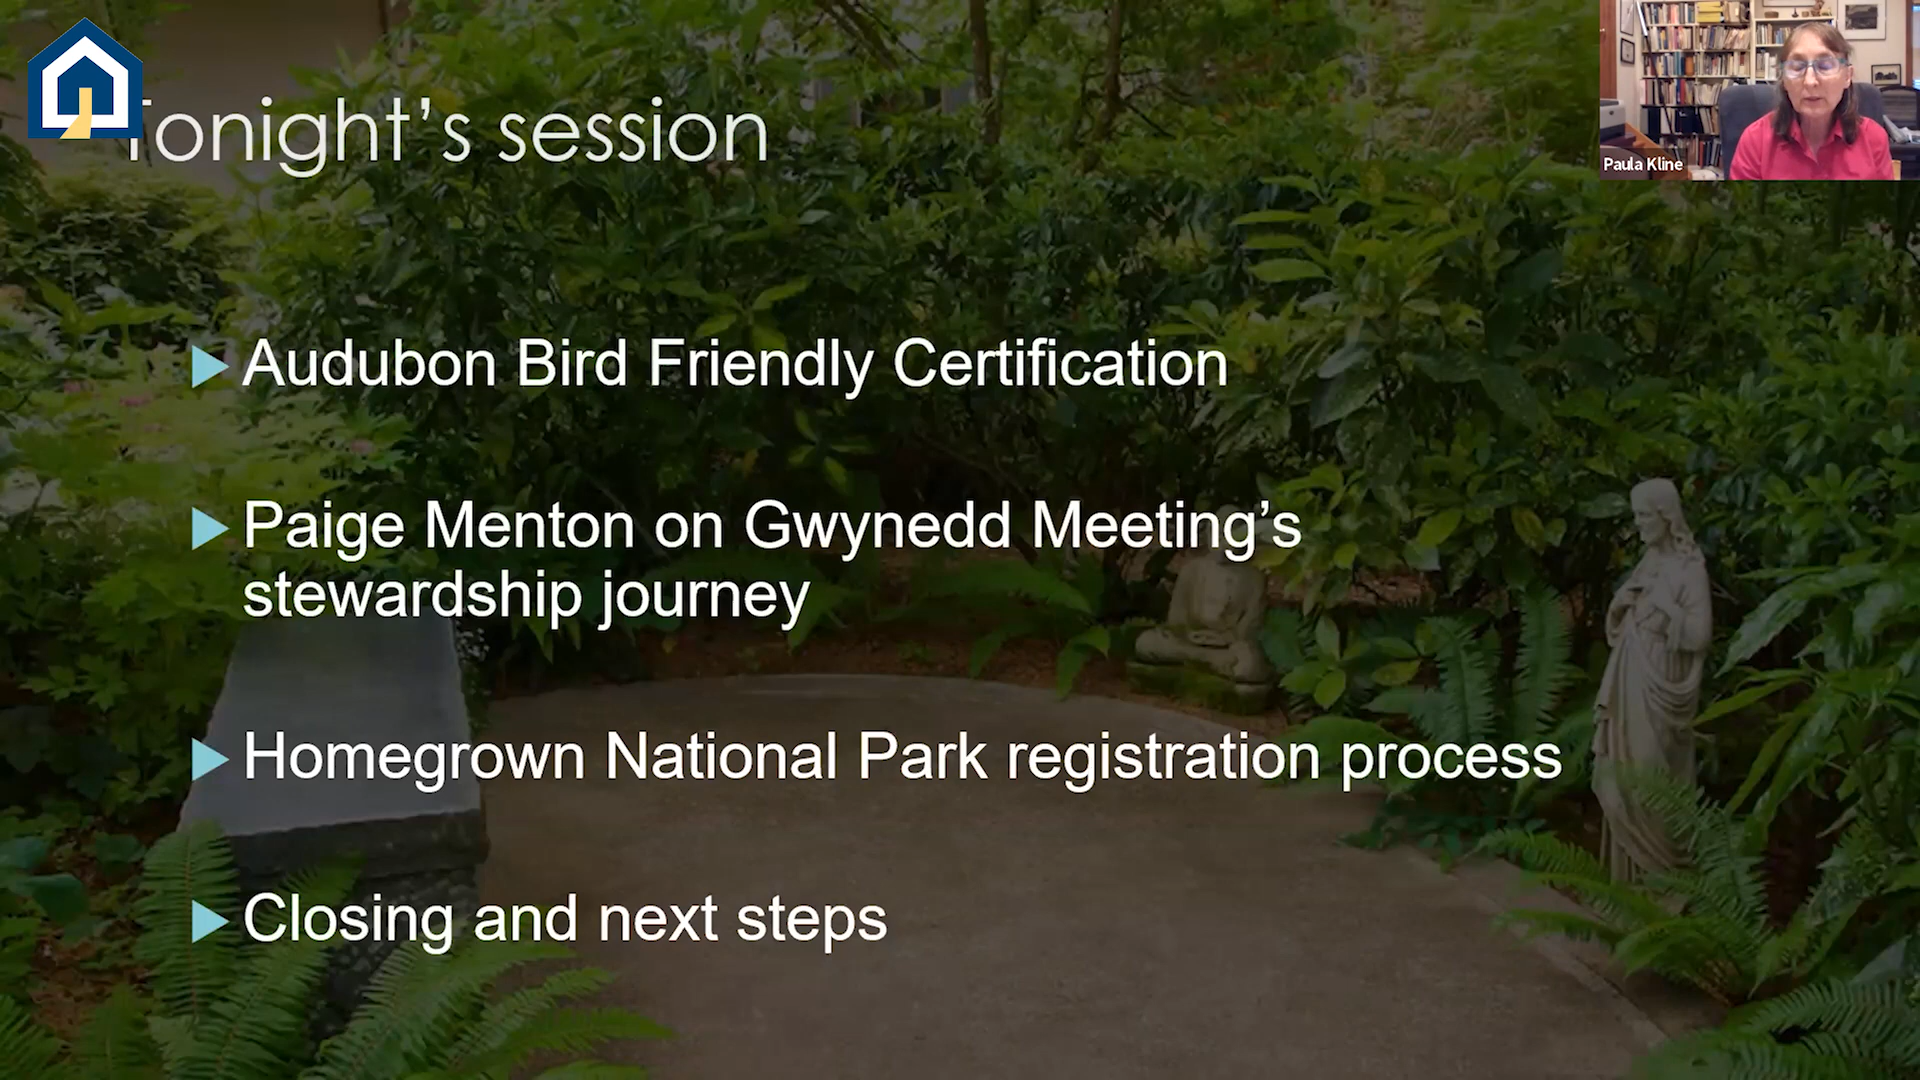 Tonight's session
Paula Kline
Audubon Bird Friendly Certification
Paige Menton on Gwynedd Meeting's
stewardship journey
Homegrown National Park registration process
Closing and next steps